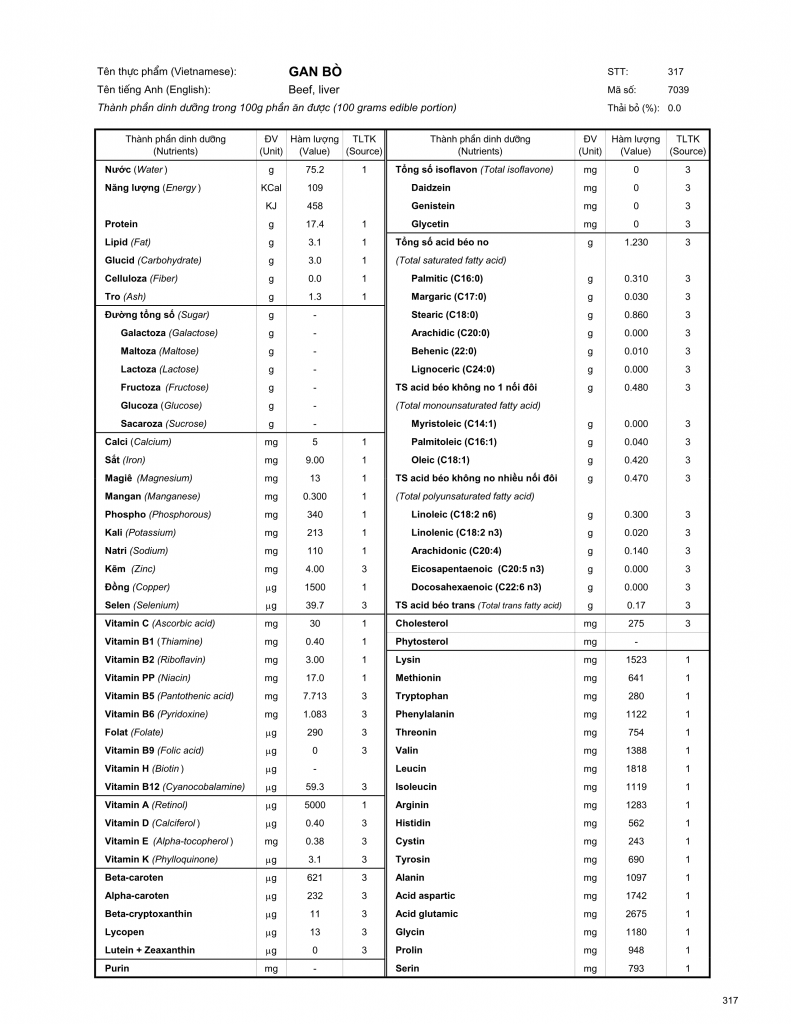 Tên thực phẩm (Vietnamese): GAN BÒ STT: 317
Tên tiếng Anh (English): Beef, liver Mã số: 7039
Thành phần dinh dưỡng trong 100g phần ăn được (100 grams edible portion) Thải bỏ (%): 0.0
Thành phần dinh dưỡng ĐV Hàm lượng TLTK Thành phần dinh dưỡng ĐV Hàm lượng TLTK
(Nutrients) (Unit) (Value) (Source) (Nutrients) (Unit) (Value) (Source)
Nước (Water) g 75.2 1 Tổng số isoflavon (Total isoflavone) mg 0 3
Năng lượng (Energy) KCal 109 Daidzein mg 0 3
KJ 458 Genistein mg 0 3
Protein g 17.4 1 Glycetin mg 0 3
Lipid (Fat) g 3.1 1 Tổng số acid béo no g 1.230 3
Glucid (Carbohydrate) g 3.0 1 (Total saturated fatty acid)
Celluloza (Fiber) g 0.0 1 Palmitic (C16:0) g 0.310 3
Tro (Ash) g 1.3 1 Margaric (C17:0) g 0.030 3
Đường tổng số (Sugar) g - Stearic (C18:0) g 0.860 3
Galactoza (Galactose) g - Arachidic (C20:0) g 0.000 3
Maltoza (Maltose) g - Behenic (22:0) g 0.010 3
Lactoza (Lactose) g - Lignoceric (C24:0) g 0.000 3
Fructoza (Fructose) g - TS acid béo không no 1 nối đôi g 0.480 3
Glucoza (Glucose) g - (Total monounsaturated fatty acid)
Sacaroza (Sucrose) g - Myristoleic (C14:1) g 0.000 3
Calci (Calcium) mg 5 1 Palmitoleic (C16:1) g 0.040 3
Sắt (Iron) mg 9.00 1 Oleic (C18:1) g 0.420 3
Magiê (Magnesium) mg 13 1 TS acid béo không no nhiều nối đôi g 0.470 3
Mangan (Manganese) mg 0.300 1 (Total polyunsaturated fatty acid)
Phospho (Phosphorous) mg 340 1 Linoleic (C18:2 n6) g 0.300 3
Kali (Potassium) mg 213 1 Linolenic (C18:2 n3) g 0.020 3
Natri (Sodium) mg 110 1 Arachidonic (C20:4) g 0.140 3
Kẽm (Zinc) mg 4.00 3 Eicosapentaenoic (C20:5 n3) g 0.000 3
Đồng (Copper) μg 1500 1 Docosahexaenoic (C22:6 n3) g 0.000 3
Selen (Selenium) μg 39.7 3 TS acid béo trans (Total trans fatty acid) g 0.17 3
Vitamin C (Ascorbic acid) mg 30 1 Cholesterol mg 275 3
Vitamin B1 (Thiamine) mg 0.40 1 Phytosterol mg -
Vitamin B2 (Riboflavin) mg 3.00 1 Lysin mg 1523 1
Vitamin PP (Niacin) mg 17.0 1 Methionin mg 641 1
Vitamin B5 (Pantothenic acid) mg 7.713 3 Tryptophan mg 280 1
Vitamin B6 (Pyridoxine) mg 1.083 3 Phenylalanin mg 1122 1
Folat (Folate) μg 290 3 Threonin mg 754 1
Vitamin B9 (Folic acid) μg 0 3 Valin mg 1388 1
Vitamin H (Biotin) μg - Leucin mg 1818 1
Vitamin B12 (Cyanocobalamine) μg 59.3 3 Isoleucin mg 1119 1
Vitamin A (Retinol) μg 5000 1 Arginin mg 1283 1
Vitamin D (Calciferol) μg 0.40 3 Histidin mg 562 1
Vitamin E (Alpha-tocopherol) mg 0.38 3 Cystin mg 243 1
Vitamin K (Phylloquinone) μg 3.1 3 Tyrosin mg 690 1
Beta-caroten μg 621 3 Alanin mg 1097 1
Alpha-caroten μg 232 3 Acid aspartic mg 1742 1
Beta-cryptoxanthin μg 11 3 Acid glutamic mg 2675 1
Lycopen μg 13 3 Glycin mg 1180 1
Lutein + Zeaxanthin μg 0 3 Prolin mg 948 1
Purin mg - Serin mg 793 1
317